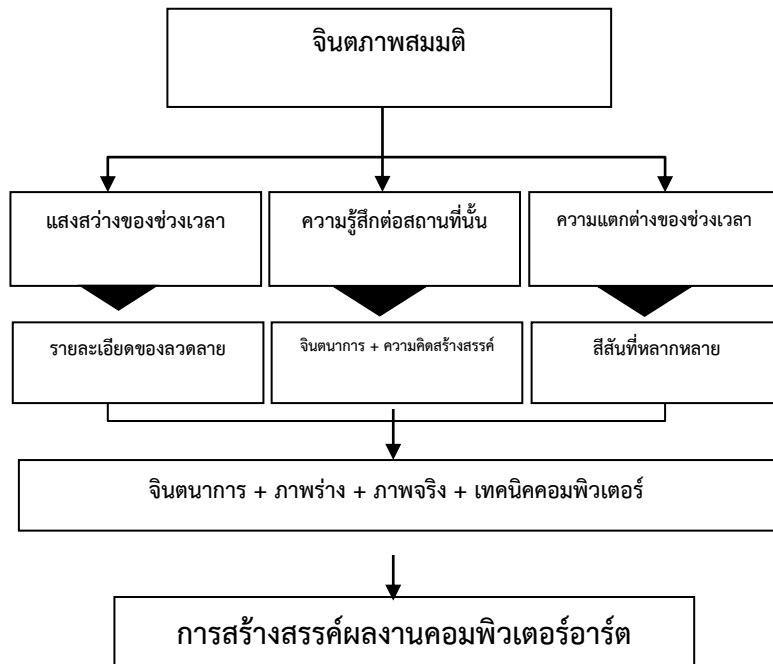 จินตภาพสมมติ
แสงสว่างของช่วงเวลา
ความรู้สึกต่อสถานที่นั้น
ความแตกต่างของช่วงเวลา
รายละเอียดของลวดลาย
จินตนาการ + ความคิดสร้างสรรค์
สีสันที่หลากหลาย
จินตนาการ + ภาพร่าง + ภาพจริง + เทคนิคคอมพิวเตอร์
การสร้างสรรค์ผลงานคอมพิวเตอร์อาร์ต